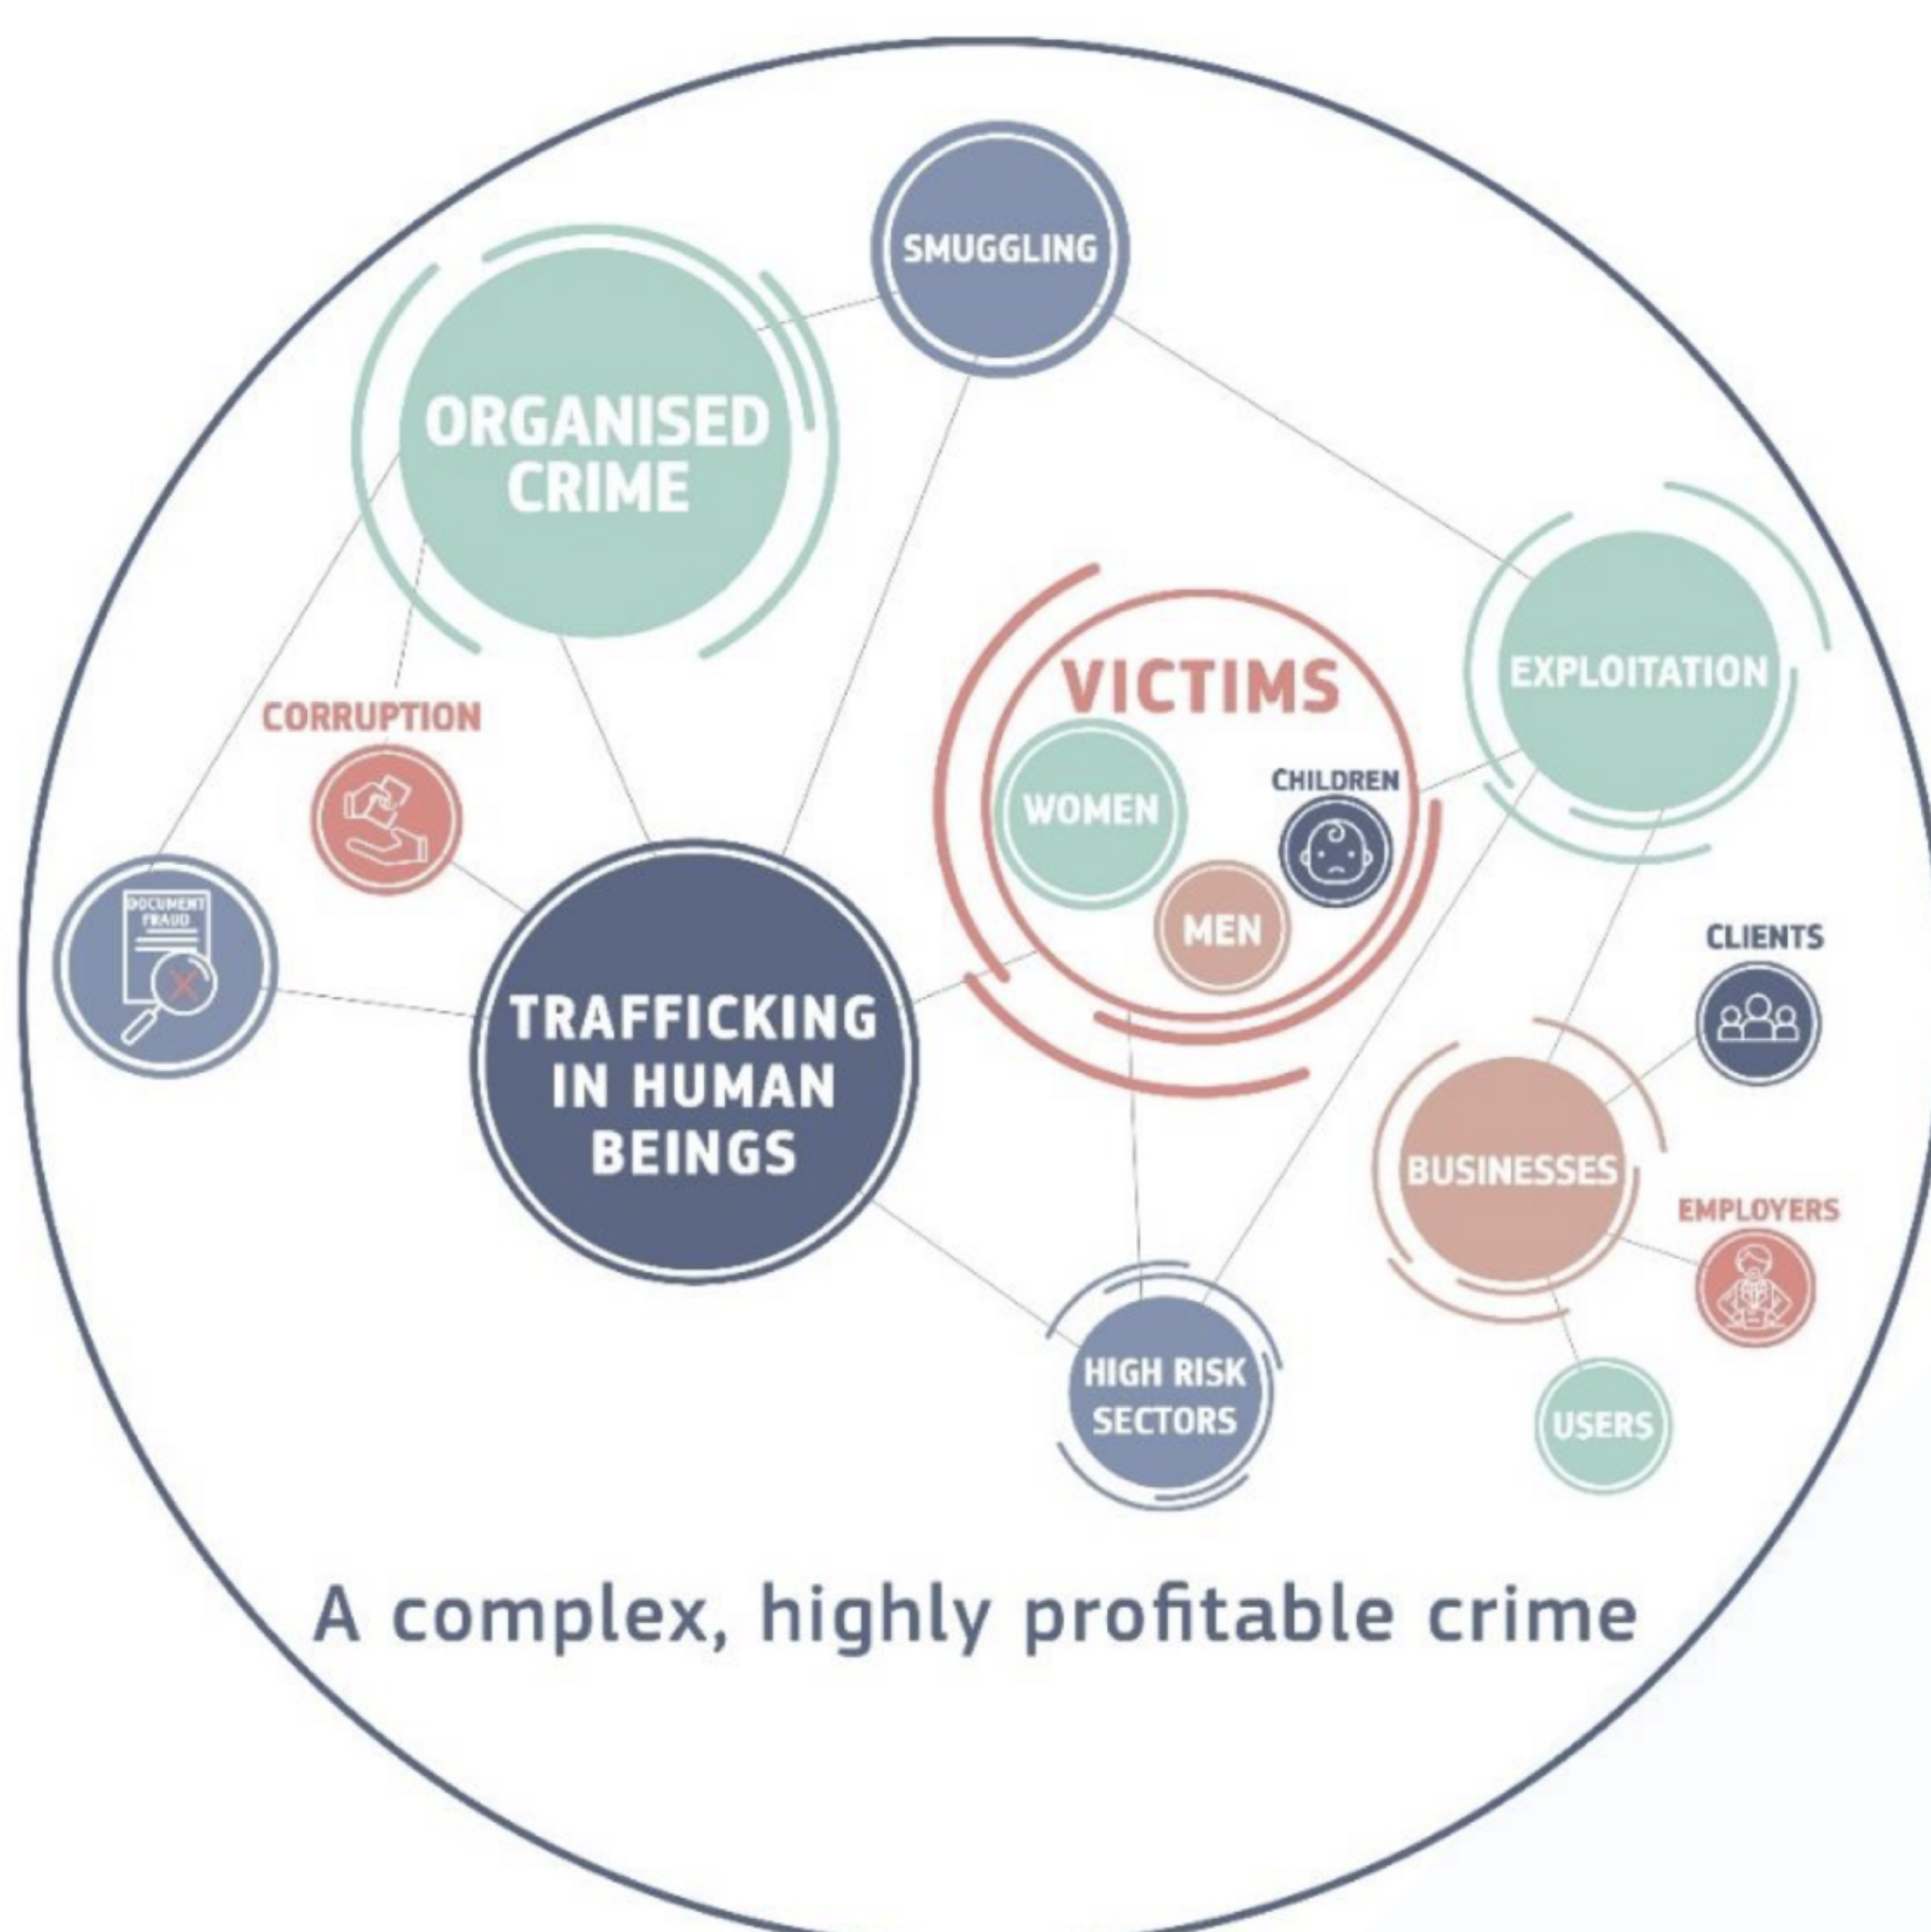 SMUGGLING
ORGANISED
CRIME
EXPLOITATION
VICTIMS
CORRUPTION
WOMEN
CHILDREN
MEN
DOCUMENT
FRAUD
CLIENTS
TRAFFICKING
IN HUMAN
BEINGS
BUSINESSES
EMPLOYERS
HIGH RISK
SECTORS
USERS
A complex, highly profitable crime